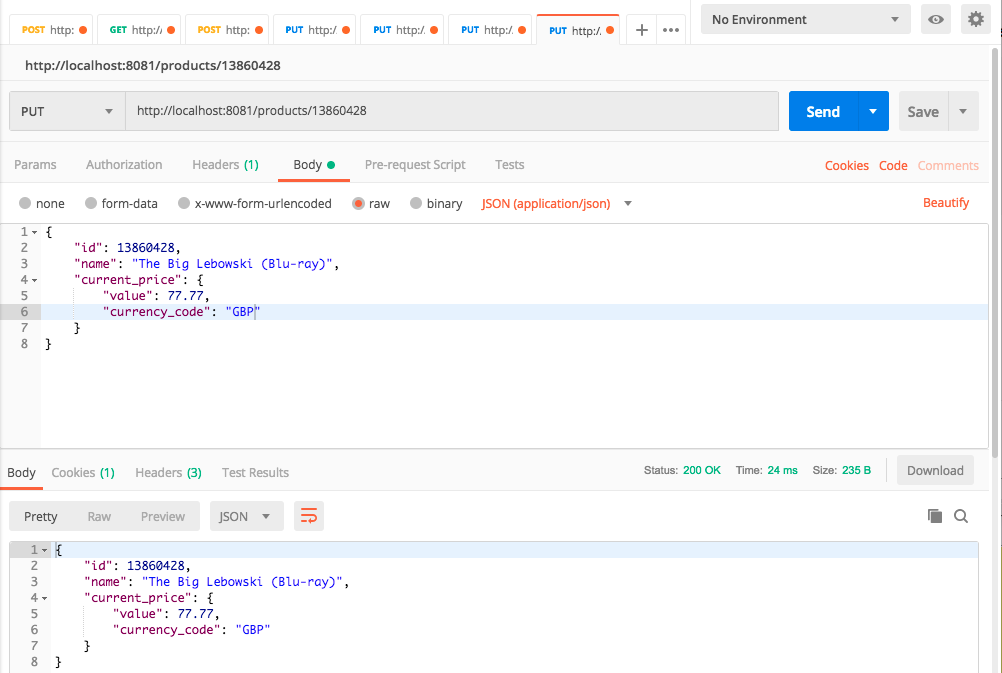 POST http: GET http:/ POST http: PUT http:/. PUT http:/. PUT http:/. PUT http:/. No Environment
http://localhost:8081/products/13860428
PUT http://localhost:8081/products/13860428 Send Save
Params Authorization Headers (1) Body Pre-request Script Tests Cookies Code Comments
none form-data x-www-form-urlencoded raw binary JSON (application/json) Beautify
1 {
2 "id": 13860428,
3 "name": "The Big Lebowski (Blu-ray)",
4 "current_price": {
5 "value": 77.77,
6 "currency_code": "GBP"
7 }
8 }
Body Cookies (1) Headers (3) Test Results Status: 200 OK Time: 24 ms Size: 235 B Download
Pretty Raw Preview JSON
1 {
2 "id": 13860428,
3 "name": "The Big Lebowski (Blu-ray)",
4 "current_price": {
5 "value": 77.77,
6 "currency_code": "GBP"
7 }
8 }